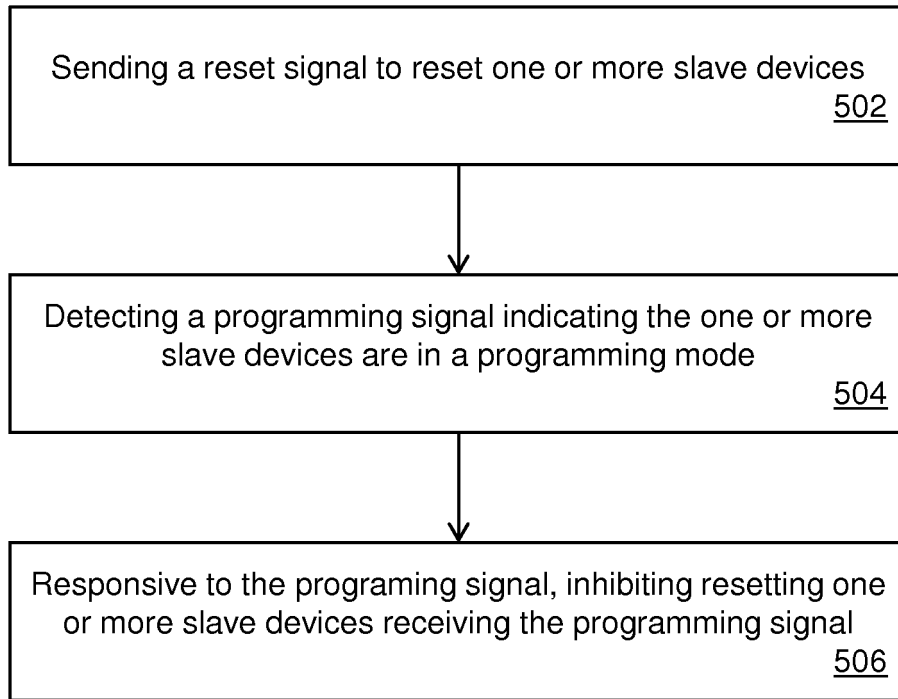 Sending a reset signal to reset one or more slave devices
502
Detecting a programming signal indicating the one or more
slave devices are in a programming mode
504
Responsive to the programing signal, inhibiting resetting one
or more slave devices receiving the programming signal
506